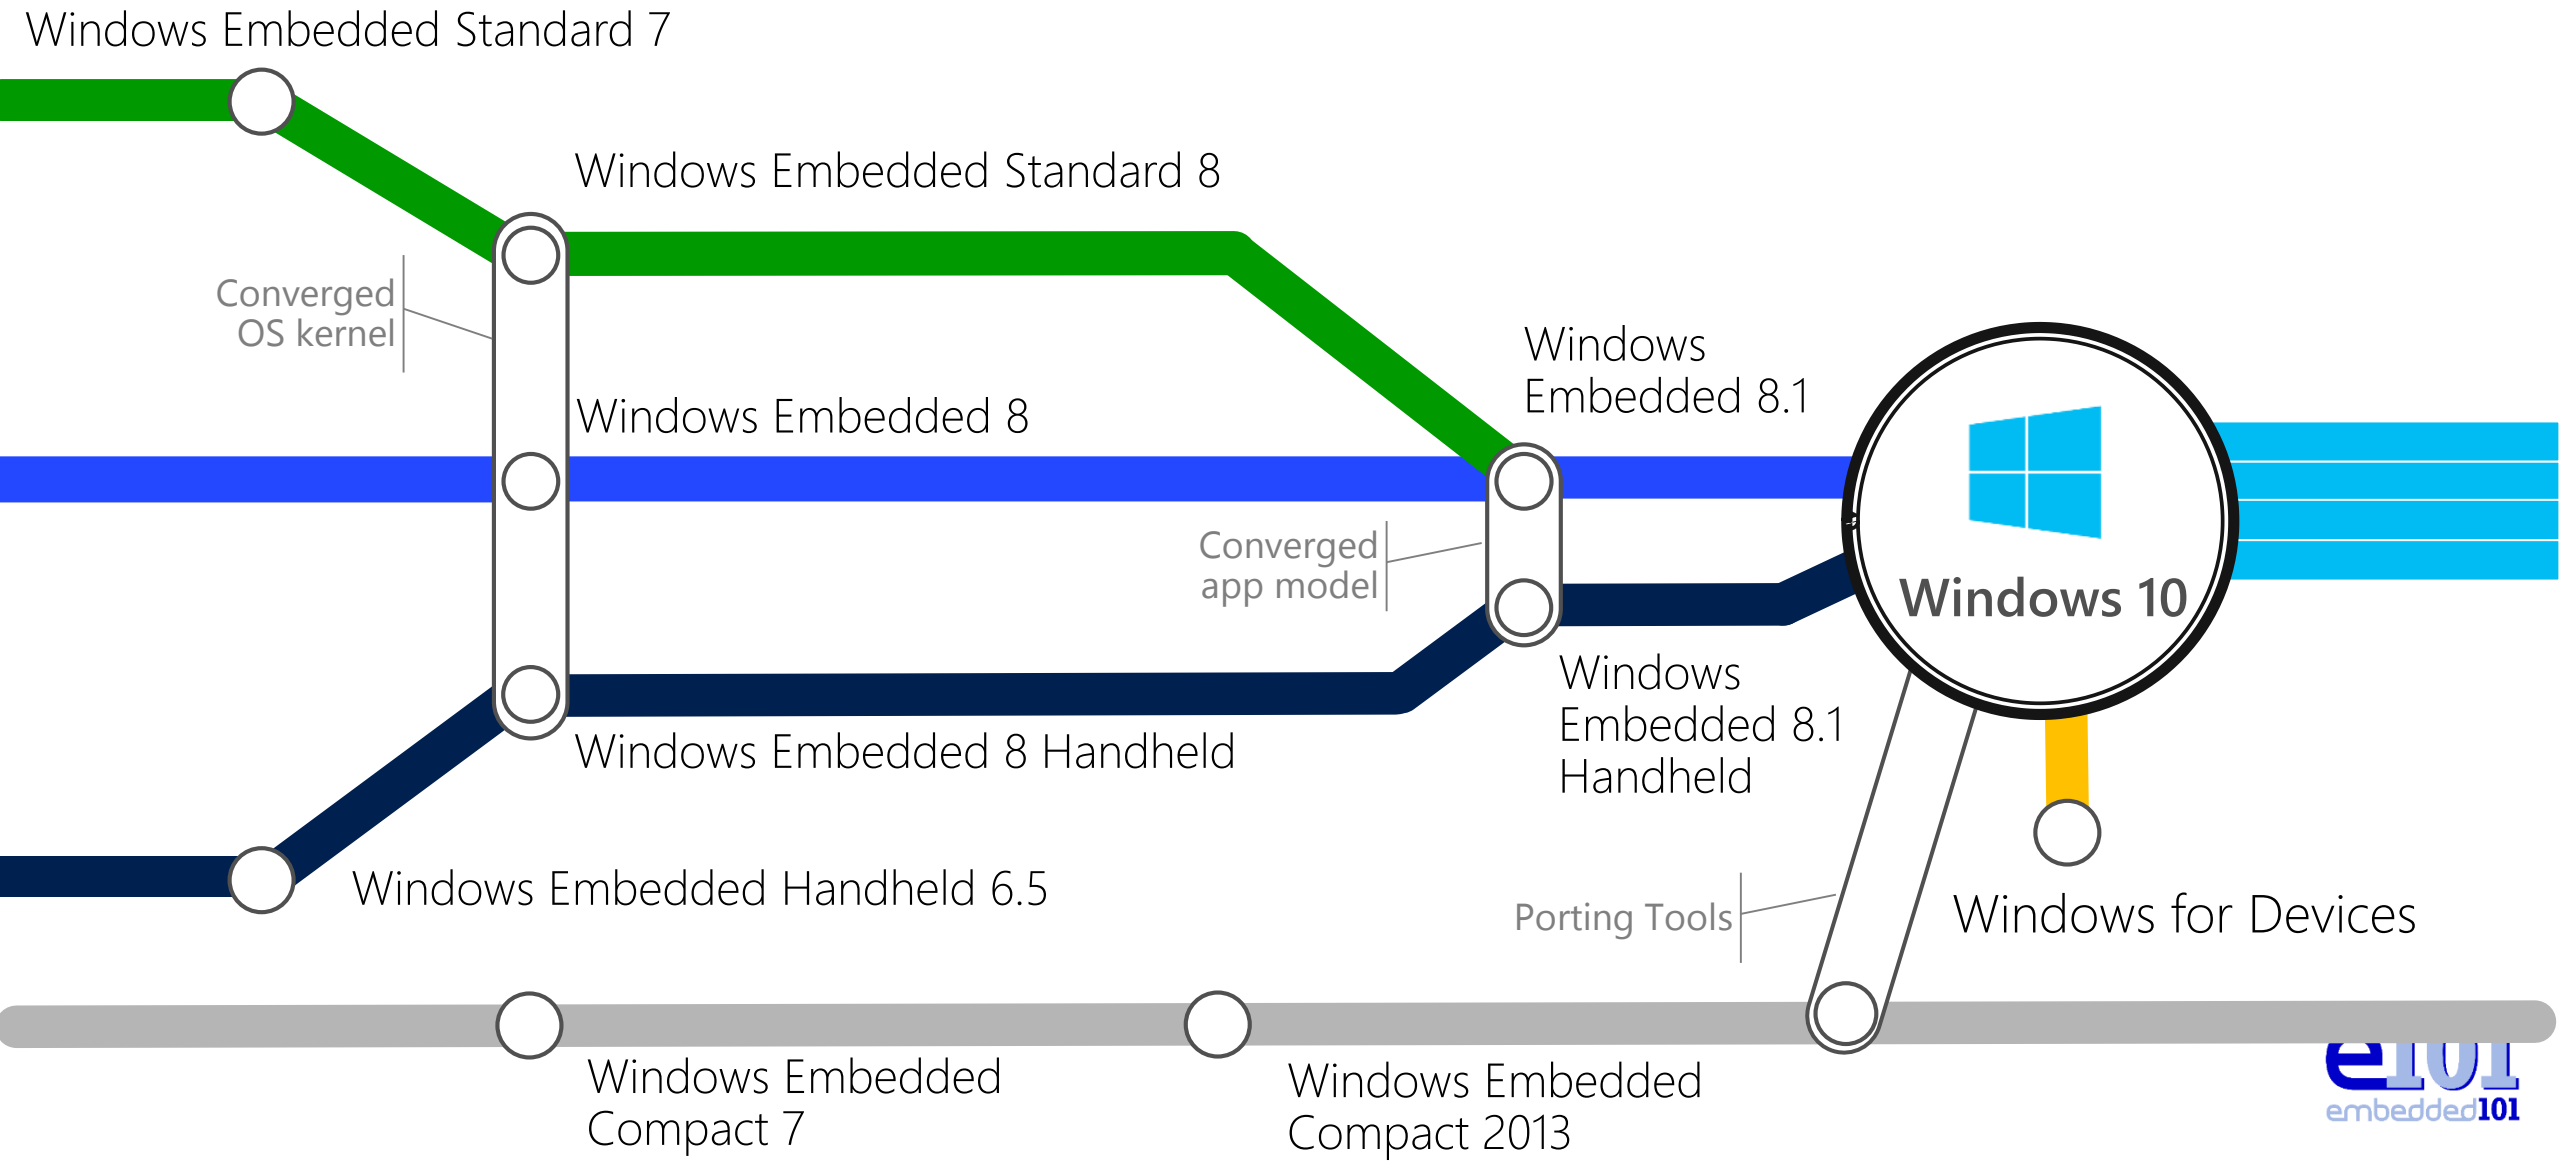 Windows Embedded Standard 7
Windows Embedded Standard 8
Converged
OS kernel
Windows
Embedded 8.1
Windows Embedded 8
Converged
app model
Windows 10
Windows
Embedded 8.1
Handheld
Windows Embedded 8 Handheld
Windows Embedded Handheld 6.5
Porting Tools
Windows for Devices
Windows Embedded
Compact 7
Windows Embedded
Compact 2013
e101
embedded101